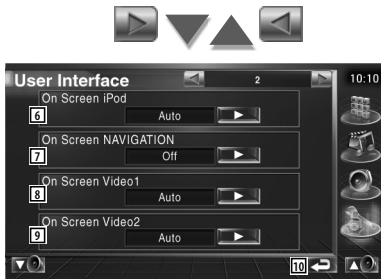 User Interface 2 10:10
On Screen iPod
6 Auto
On Screen NAVIGATION
7 Off
On Screen Video1
8 Auto
On Screen Video2
9 Auto
10